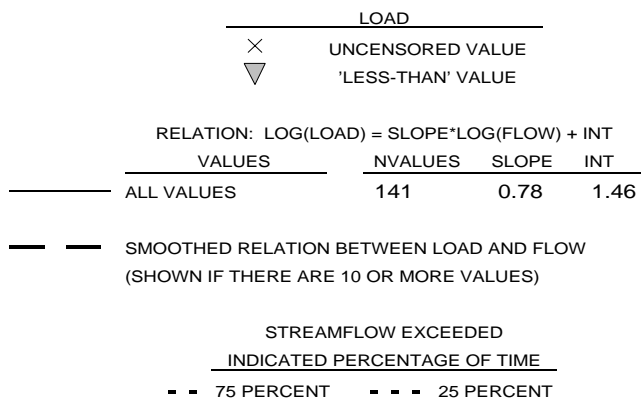 LOAD
UNCENSORED VALUE
'LESS-THAN' VALUE
RELATION: LOG(LOAD) = SLOPE*LOG(FLOW) + INT
VALUES NVALUES SLOPE INT
ALL VALUES 141 0.78 1.46
SMOOTHED RELATION BETWEEN LOAD AND FLOW
(SHOWN IF THERE ARE 10 OR MORE VALUES)
STREAMFLOW EXCEEDED
INDICATED PERCENTAGE OF TIME
75 PERCENT 25 PERCENT